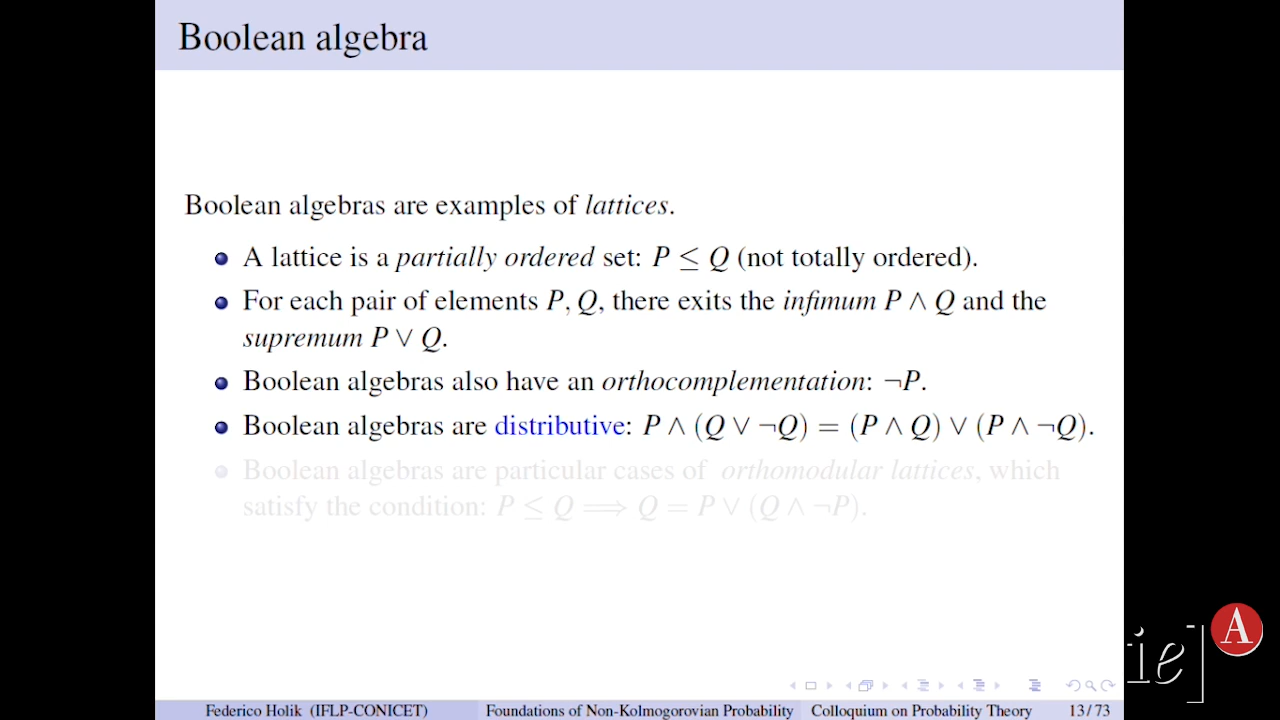 Boolean algebra
Boolean algebras are examples of lattices.
A lattice is a partially ordered set: P ≤ Q (not totally ordered).
For each pair of elements P, Q, there exits the infimum P ∧ Q and the
supremum P ∨ Q.
Boolean algebras also have an orthocomplementation: ¬P.
Boolean algebras are distributive: P ∧ (Q ∨ ¬Q) = (P ∧ Q) ∨ (P ∧ ¬Q).
Boolean algebras are particular cases of orthomodular lattices, which
satisfy the condition: P ≤ Q ⟹ Q = P ∨ (Q ∧ ¬P).
ie] A
Federico Holik (IFLP-CONICET) Foundations of Non-Kolmogorovian Probability Colloquium on Probability Theory 13/73